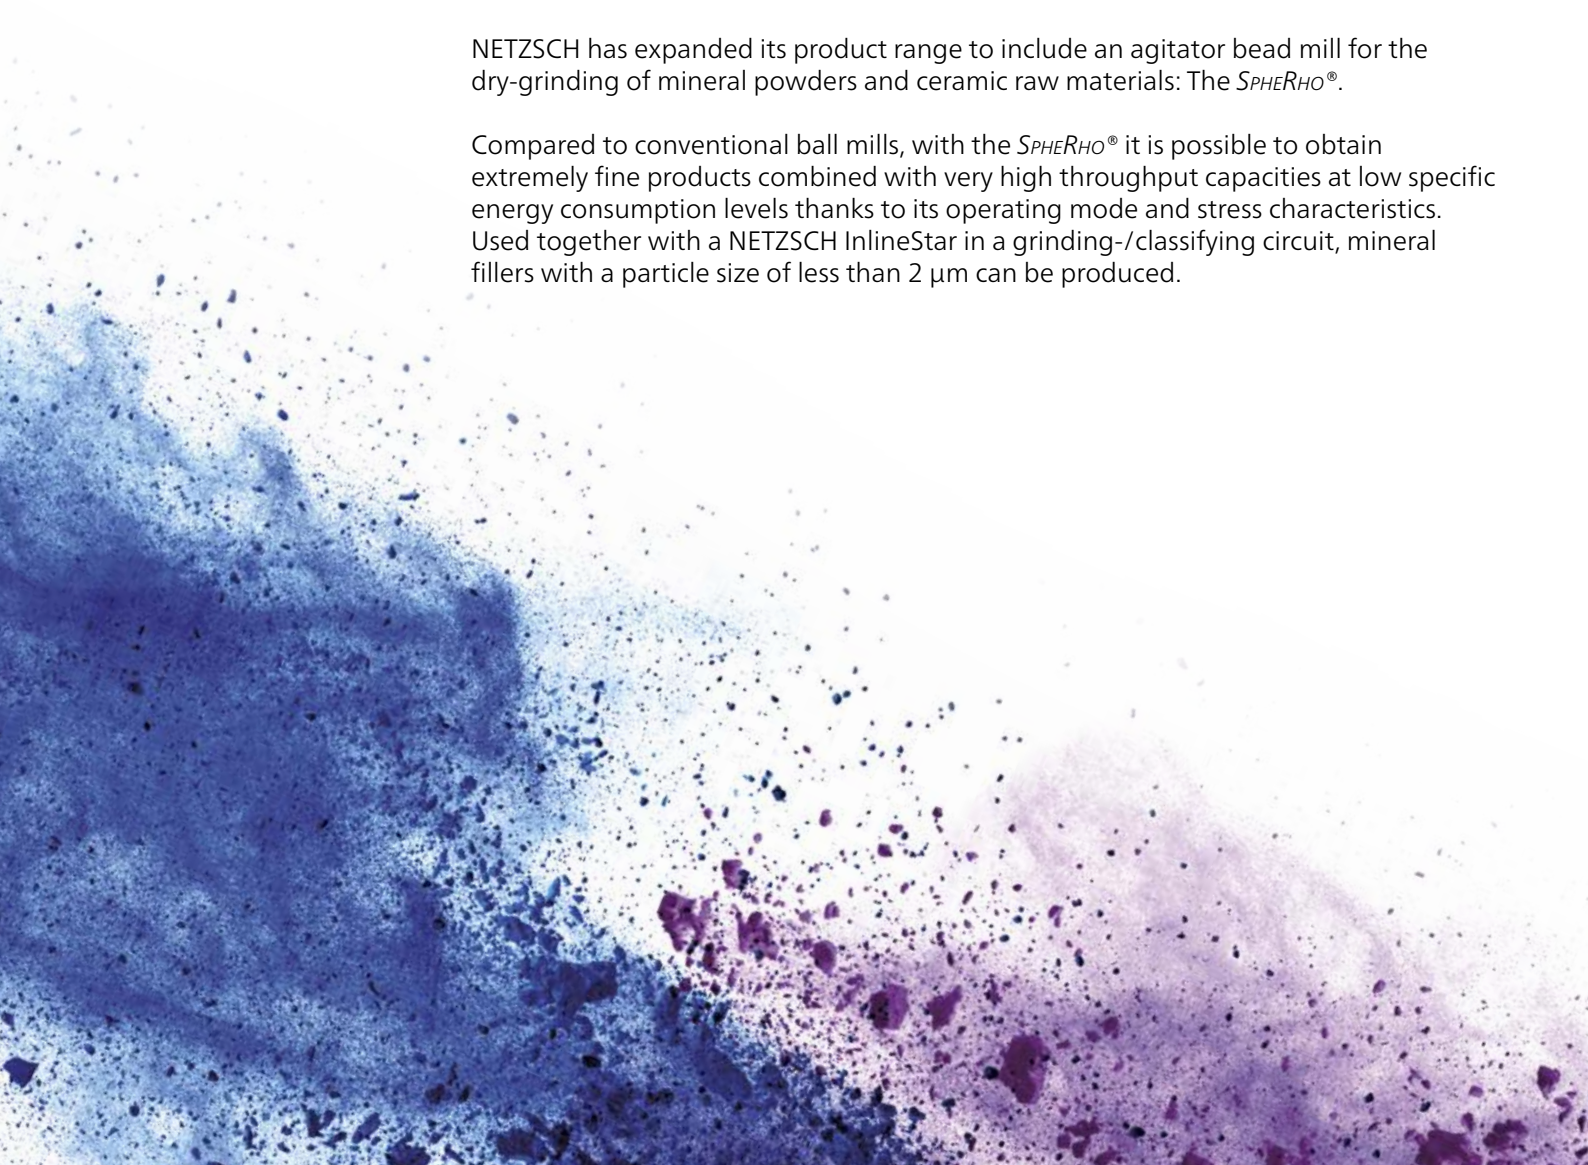 NETZSCH has expanded its product range to include an agitator bead mill for the
dry-grinding of mineral powders and ceramic raw materials: The SPHERHO®.
Compared to conventional ball mills, with the SPHERHO® it is possible to obtain
extremely fine products combined with very high throughput capacities at low specific
energy consumption levels thanks to its operating mode and stress characteristics.
Used together with a NETZSCH InlineStar in a grinding-/classifying circuit, mineral
fillers with a particle size of less than 2 μm can be produced.